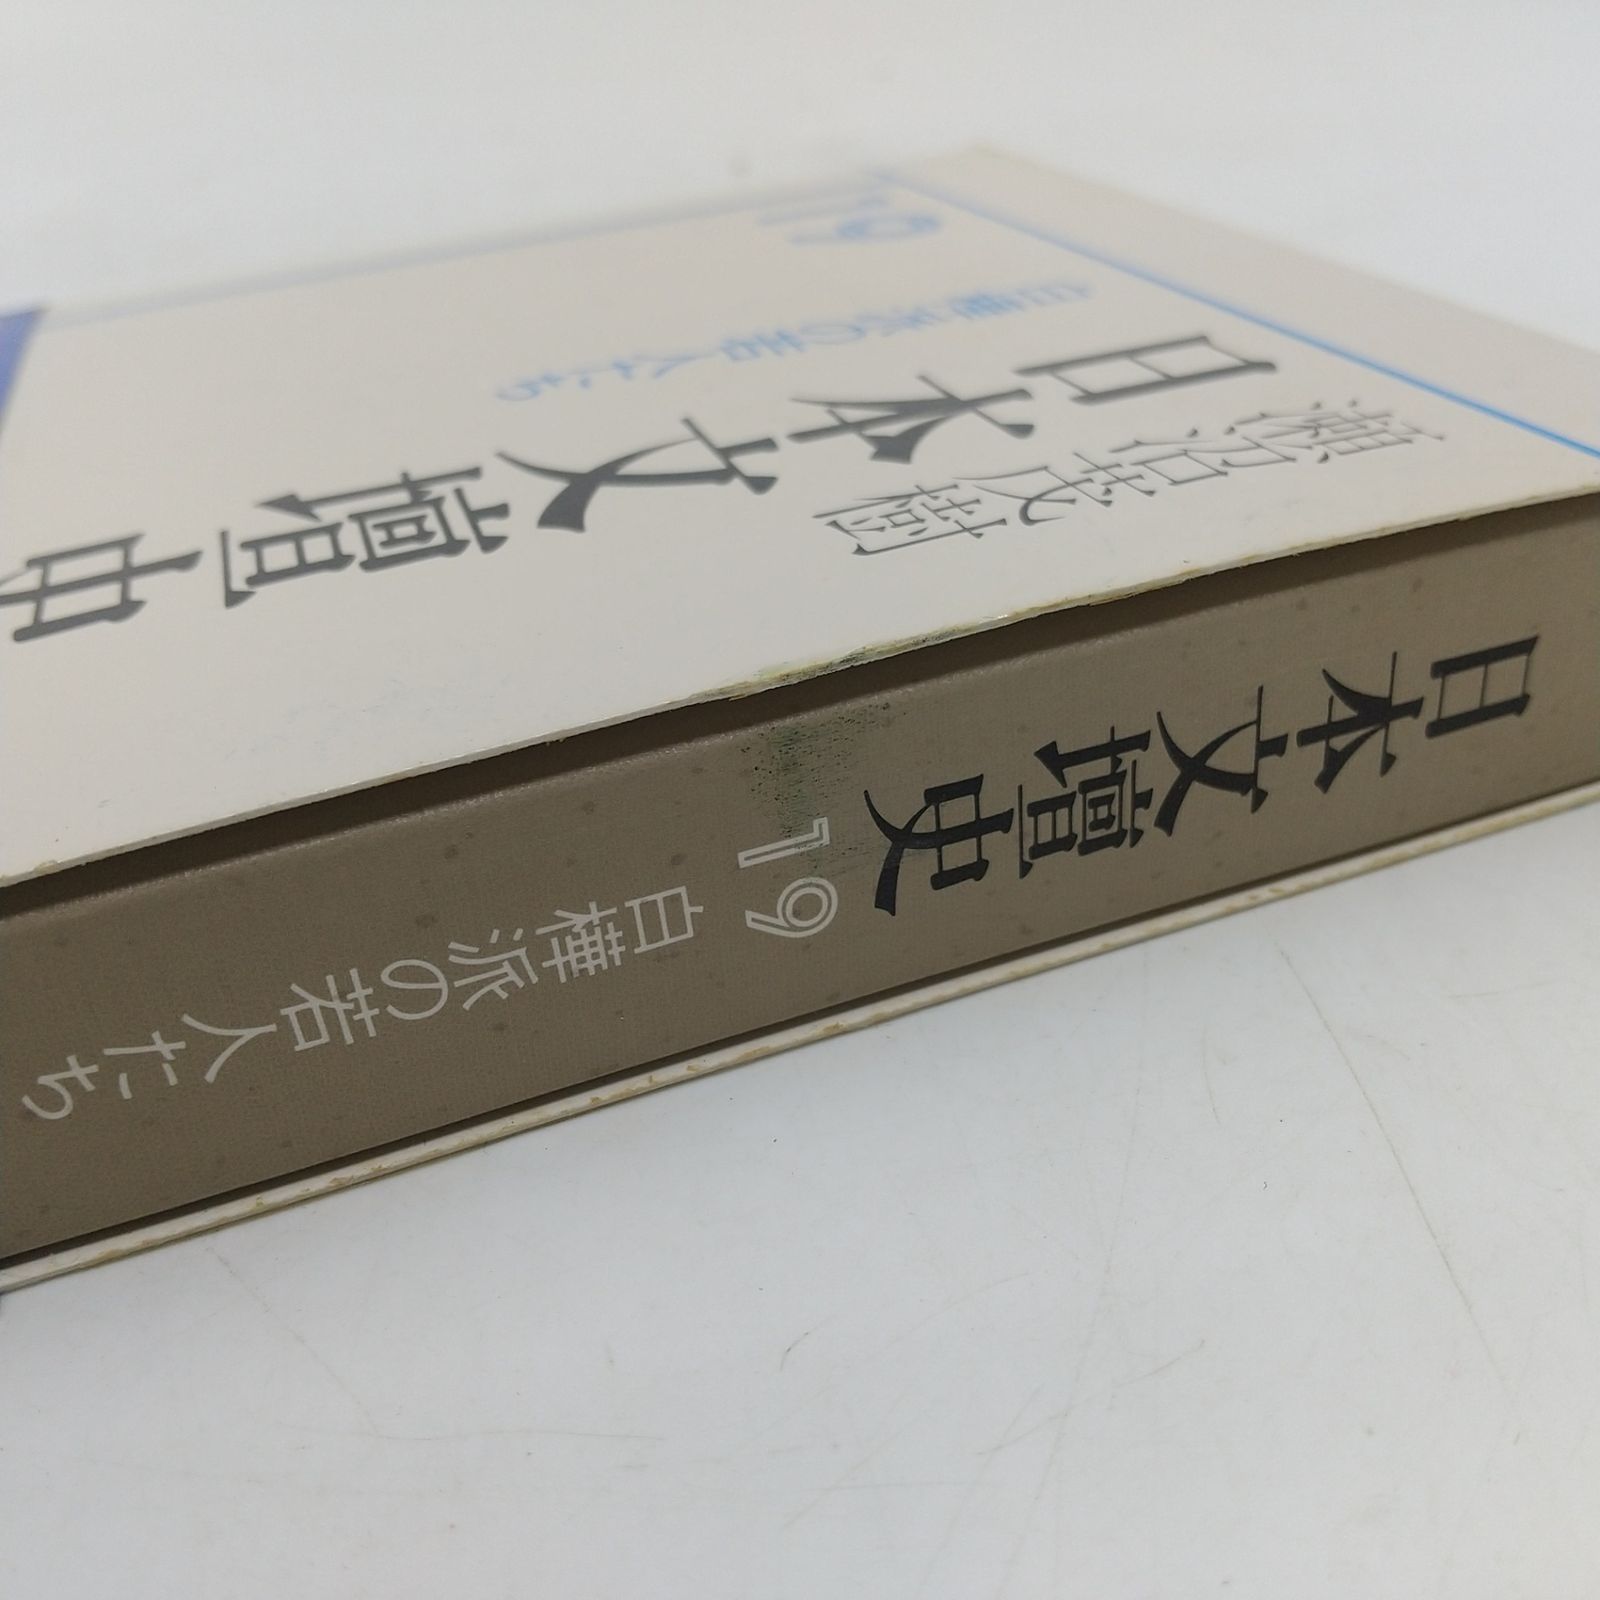 瀬沼茂樹
日本文壇史
白樺派の若人たち
19
日本文壇史
19 白樺派の若人たち